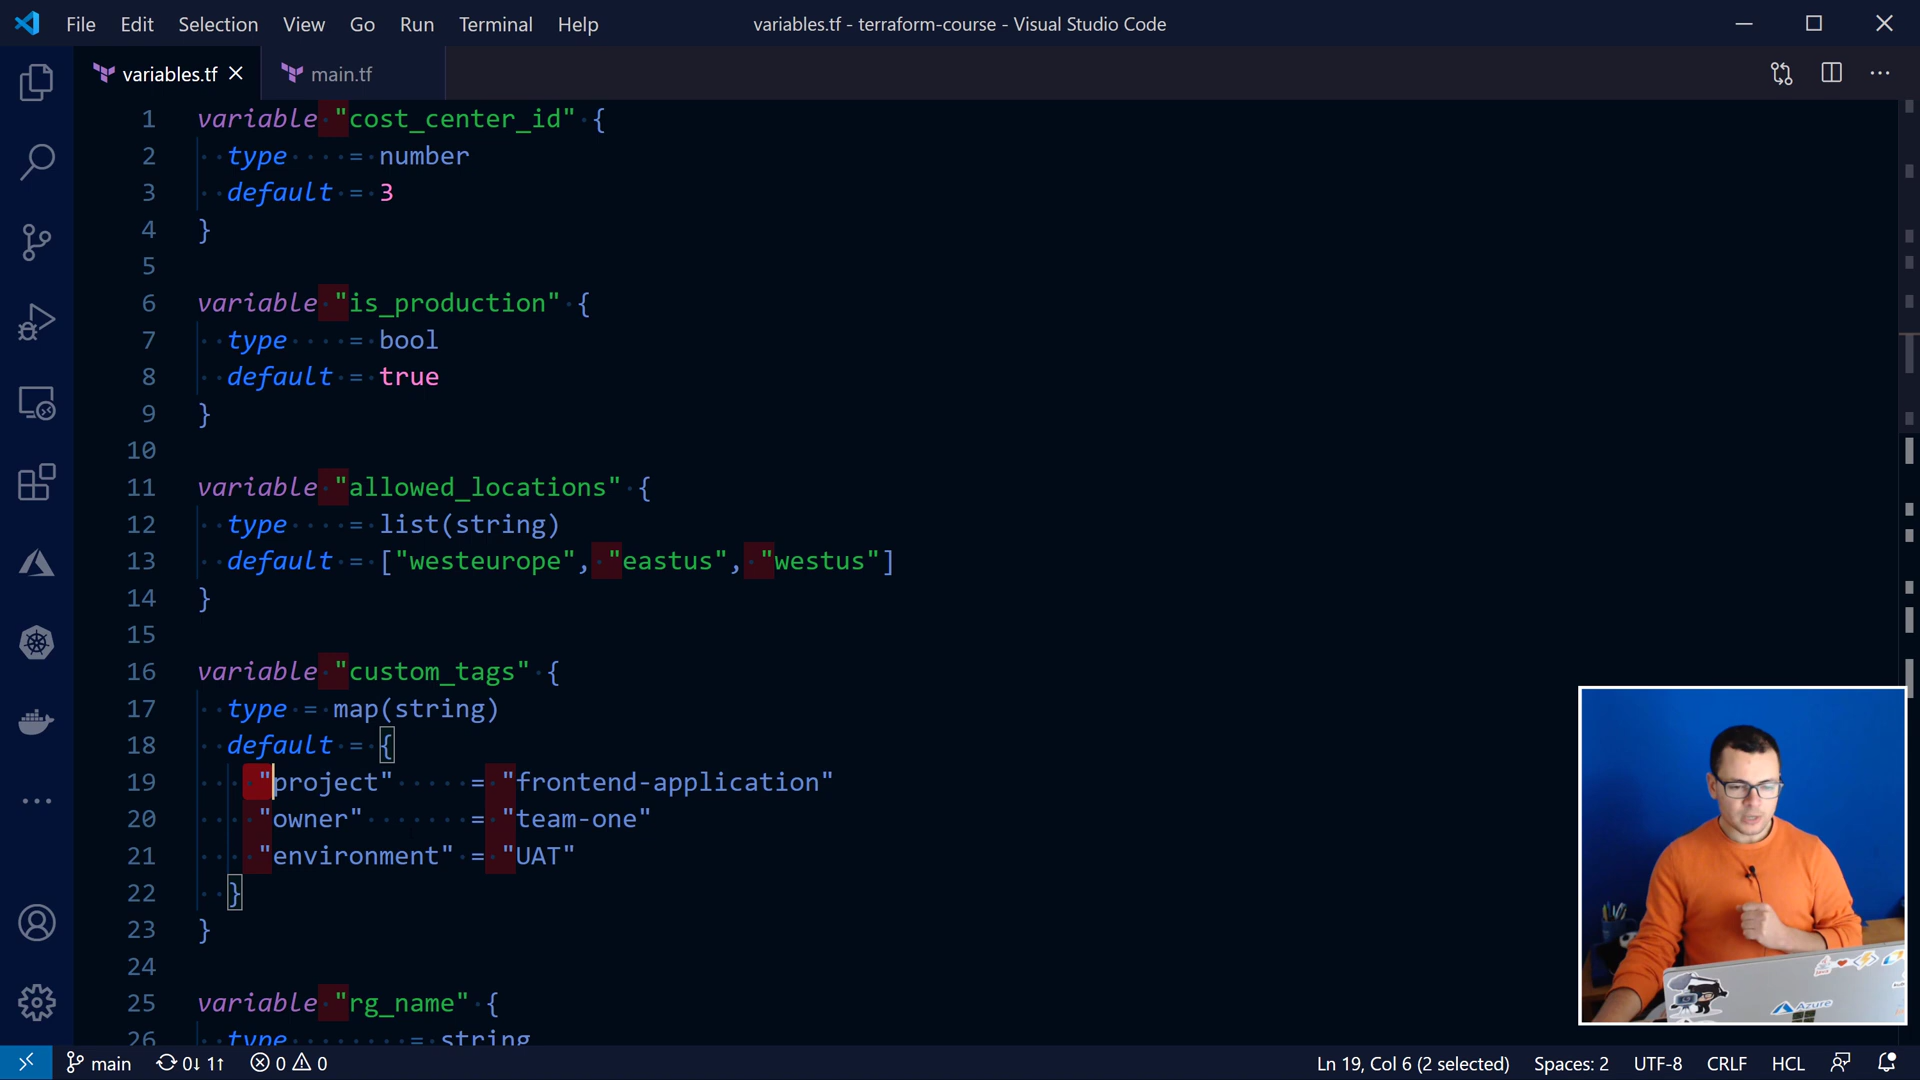 File Edit Selection View Go Run Terminal Help variables.tf - terraform-course - Visual Studio Code
variables.tf main.tf
1 variable "cost_center_id" {
2 type = number
3 default = 3
4 }
5
6 variable "is_production" {
7 type = bool
8 default = true
9 }
10
11 variable "allowed_locations" {
12 type = list(string)
13 default = ["westeurope", "eastus", "westus"]
14 }
15
16 variable "custom_tags" {
17 type = map(string)
18 default = {
19 "project" = "frontend-application"
20 "owner" = "team-one"
21 "environment" = "UAT"
22 }
23 }
24
25 variable "rg_name" {
26 type = string
main 0↓ 1↑ 0 0 Ln 19, Col 6 (2 selected) Spaces: 2 UTF-8 CRLF HCL
Azure